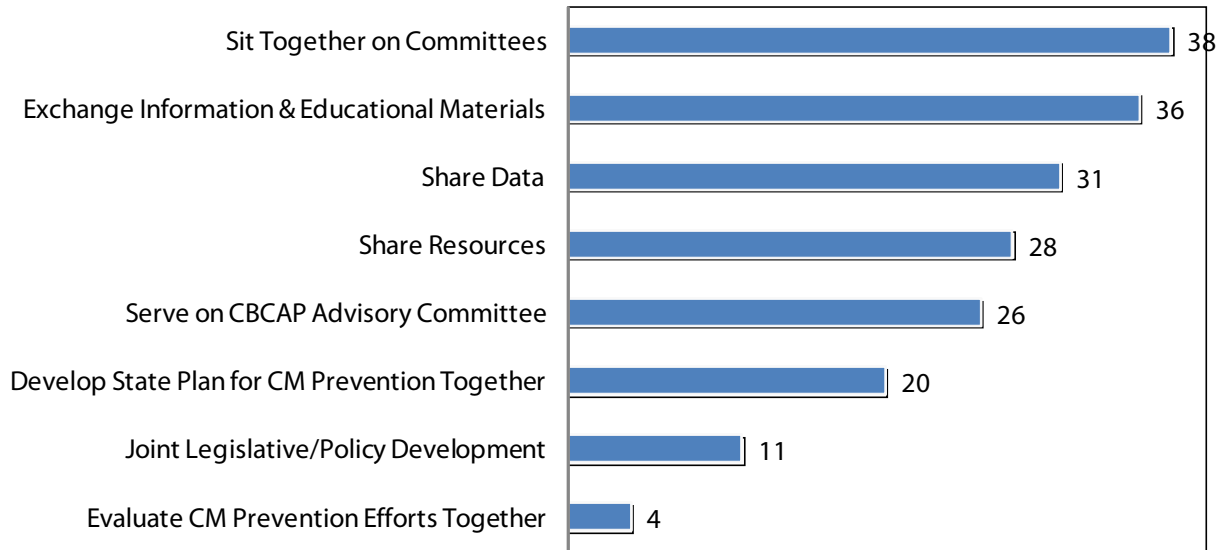 Sit Together on Committees 38
Exchange Information & Educational Materials 36
Share Data 31
Share Resources 28
Serve on CBCAP Advisory Committee 26
Develop State Plan for CM Prevention Together 20
Joint Legislative/Policy Development 11
Evaluate CM Prevention Efforts Together 4